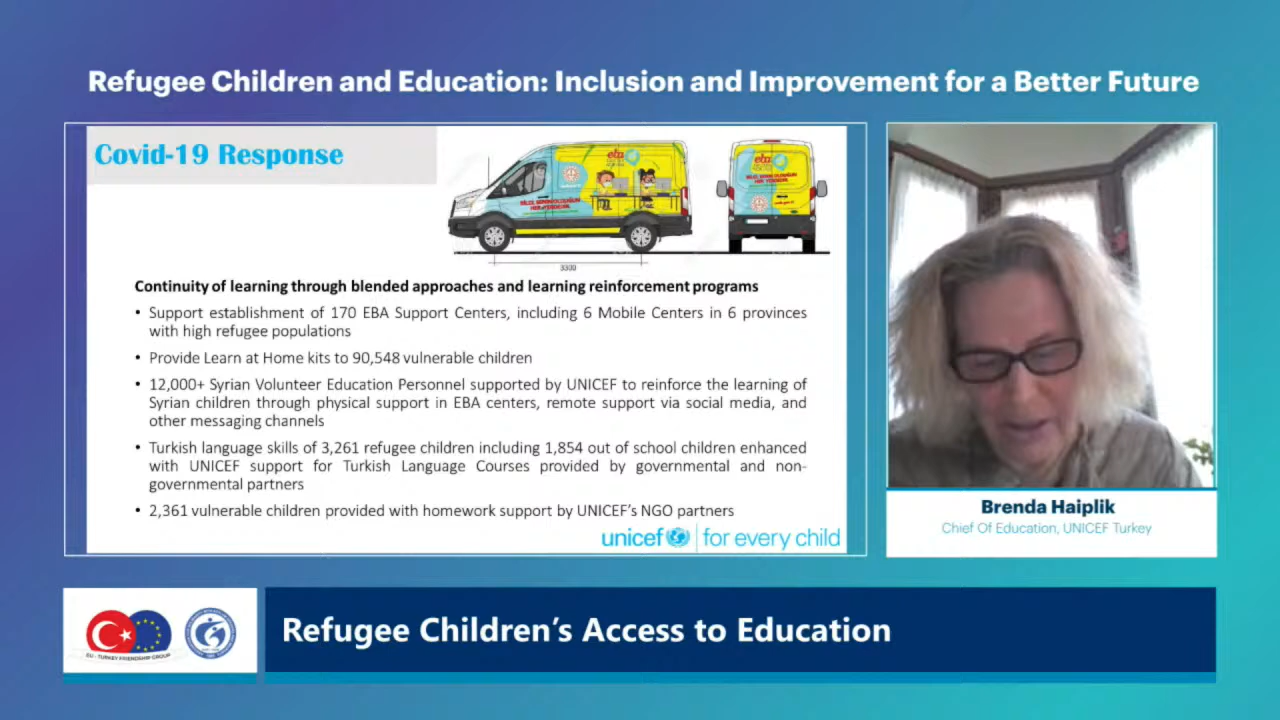 Refugee Children and Education: Inclusion and Improvement for a Better Future
Covid-19 Response
eba
3300
Continuity of learning through blended approaches and learning reinforcement programs
• Support establishment of 170 EBA Support Centers, including 6 Mobile Centers in 6 provinces
with high refugee populations
• Provide Learn at Home kits to 90,548 vulnerable children
• 12,000+ Syrian Volunteer Education Personnel supported by UNICEF to reinforce the learning of
Syrian children through physical support in EBA centers, remote support via social media, and
other messaging channels
• Turkish language skills of 3,261 refugee children including 1,854 out of school children enhanced
with UNICEF support for Turkish Language Courses provided by governmental and non-
governmental partners
• 2,361 vulnerable children provided with homework support by UNICEF's NGO partners
unicef for every child
Brenda Haiplik
Chief Of Education, UNICEF Turkey
EU - TURKEY FRIENDSHIP GROUP
Refugee Children's Access to Education